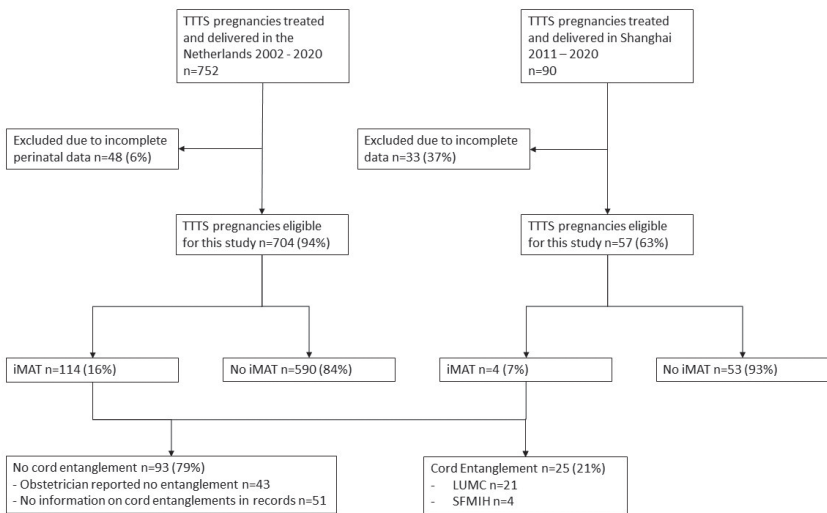 TTTS pregnancies treated
and delivered in the
Netherlands 2002 - 2020
n=752
TTTS pregnancies treated
and delivered in Shanghai
2011 – 2020
n=90
Excluded due to incomplete
perinatal data n=48 (6%)
Excluded due to incomplete
data n=33 (37%)
TTTS pregnancies eligible
for this study n=704 (94%)
TTTS pregnancies eligible
for this study n=57 (63%)
iMAT n=114 (16%)
No iMAT n=590 (84%)
iMAT n=4 (7%)
No iMAT n=53 (93%)
No cord entanglement n=93 (79%)
- Obstetrician reported no entanglement n=43
- No information on cord entanglements in records n=51
Cord Entanglement n=25 (21%)
- LUMC n=21
- SFMIH n=4